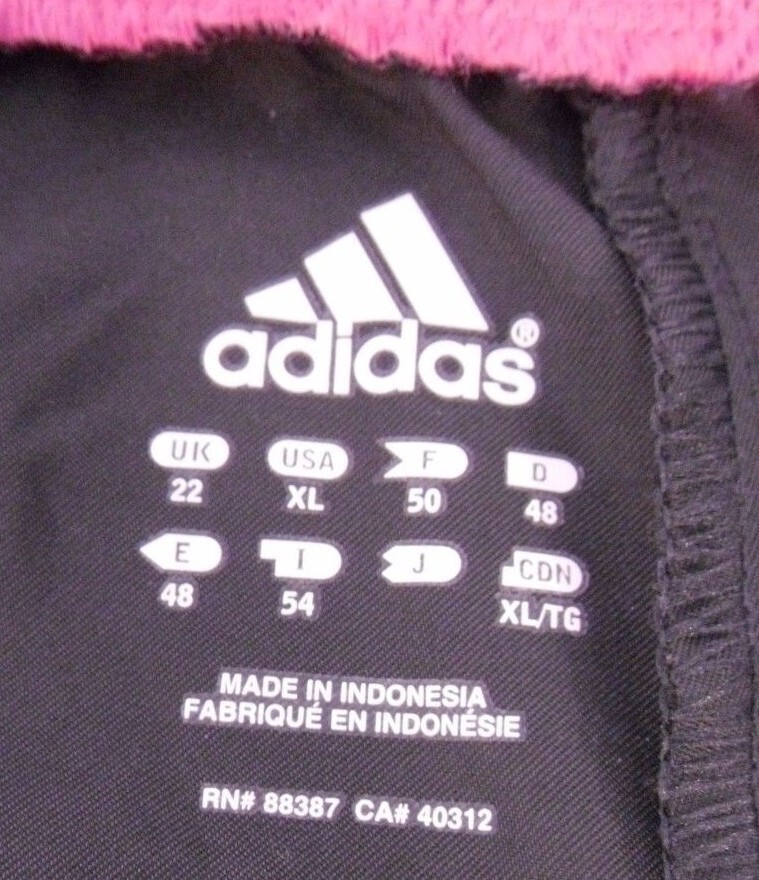 adidas®
UK USA F D
22 XL 50 48
E I J CDN
48 54 XL/TG
MADE IN INDONESIA
FABRIQUÉ EN INDONÉSIE
RN# 88387 CA# 40312